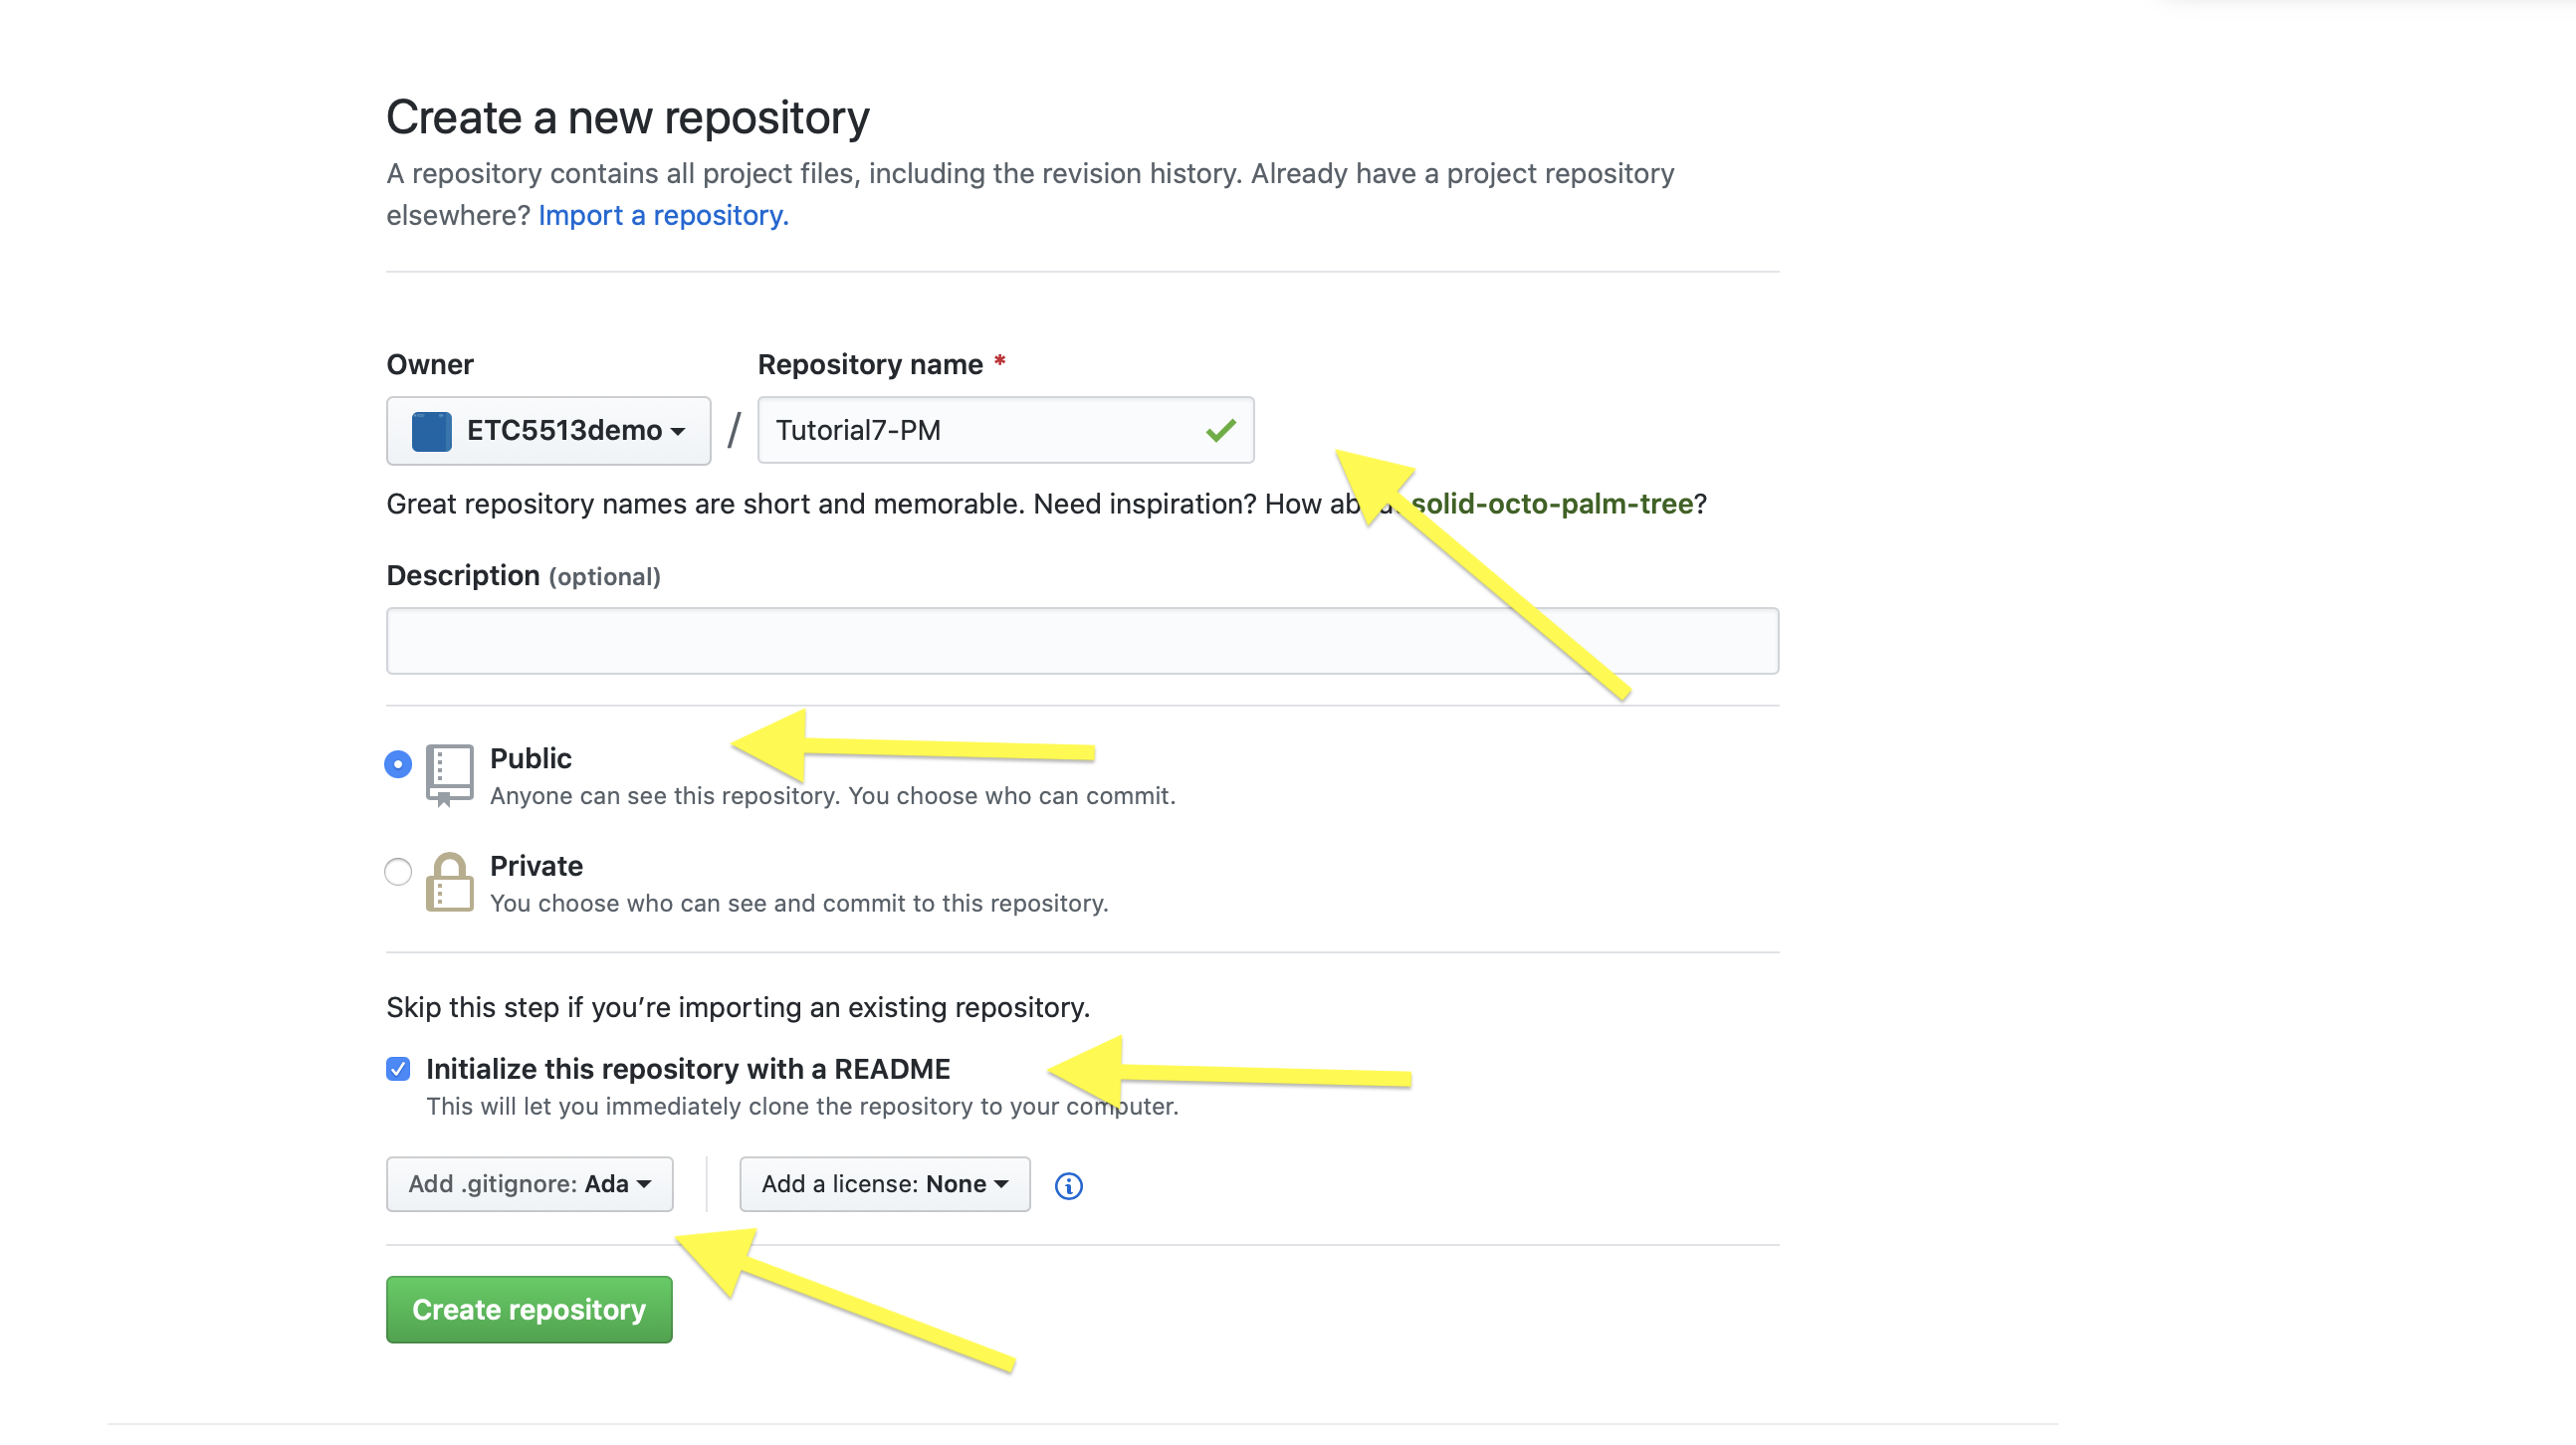 Create a new repository
A repository contains all project files, including the revision history. Already have a project repository
elsewhere? Import a repository.
Owner
Repository name *
ETC5513demo / Tutorial7-PM
Great repository names are short and memorable. Need inspiration? How solid-octo-palm-tree?
Description (optional)
Public
Anyone can see this repository. You choose who can commit.
Private
You choose who can see and commit to this repository.
Skip this step if you’re importing an existing repository.
Initialize this repository with a README
This will let you immediately clone the repository to your computer.
Add .gitignore: Ada
Add a license: None
Create repository